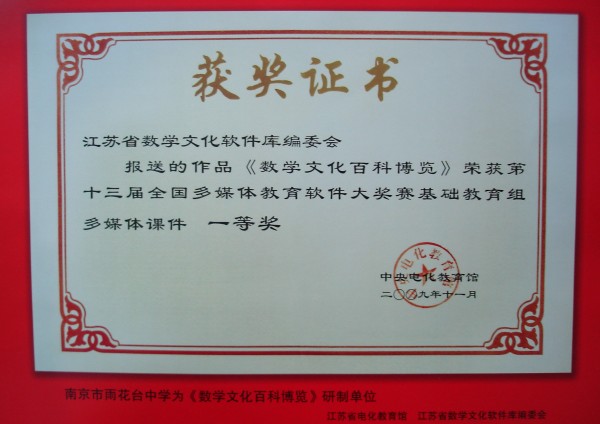 获奖证书
江苏省数学文化软件库编委会
报送的作品《数学文化百科博览》荣获第
十三届全国多媒体教育软件大奖赛基础教育组
多媒体课件 一等奖
中央电化教育馆
二〇〇九年十一月
南京市雨花台中学为《数学文化百科博览》研制单位
江苏省电化教育馆 江苏省数学文化软件库编委会